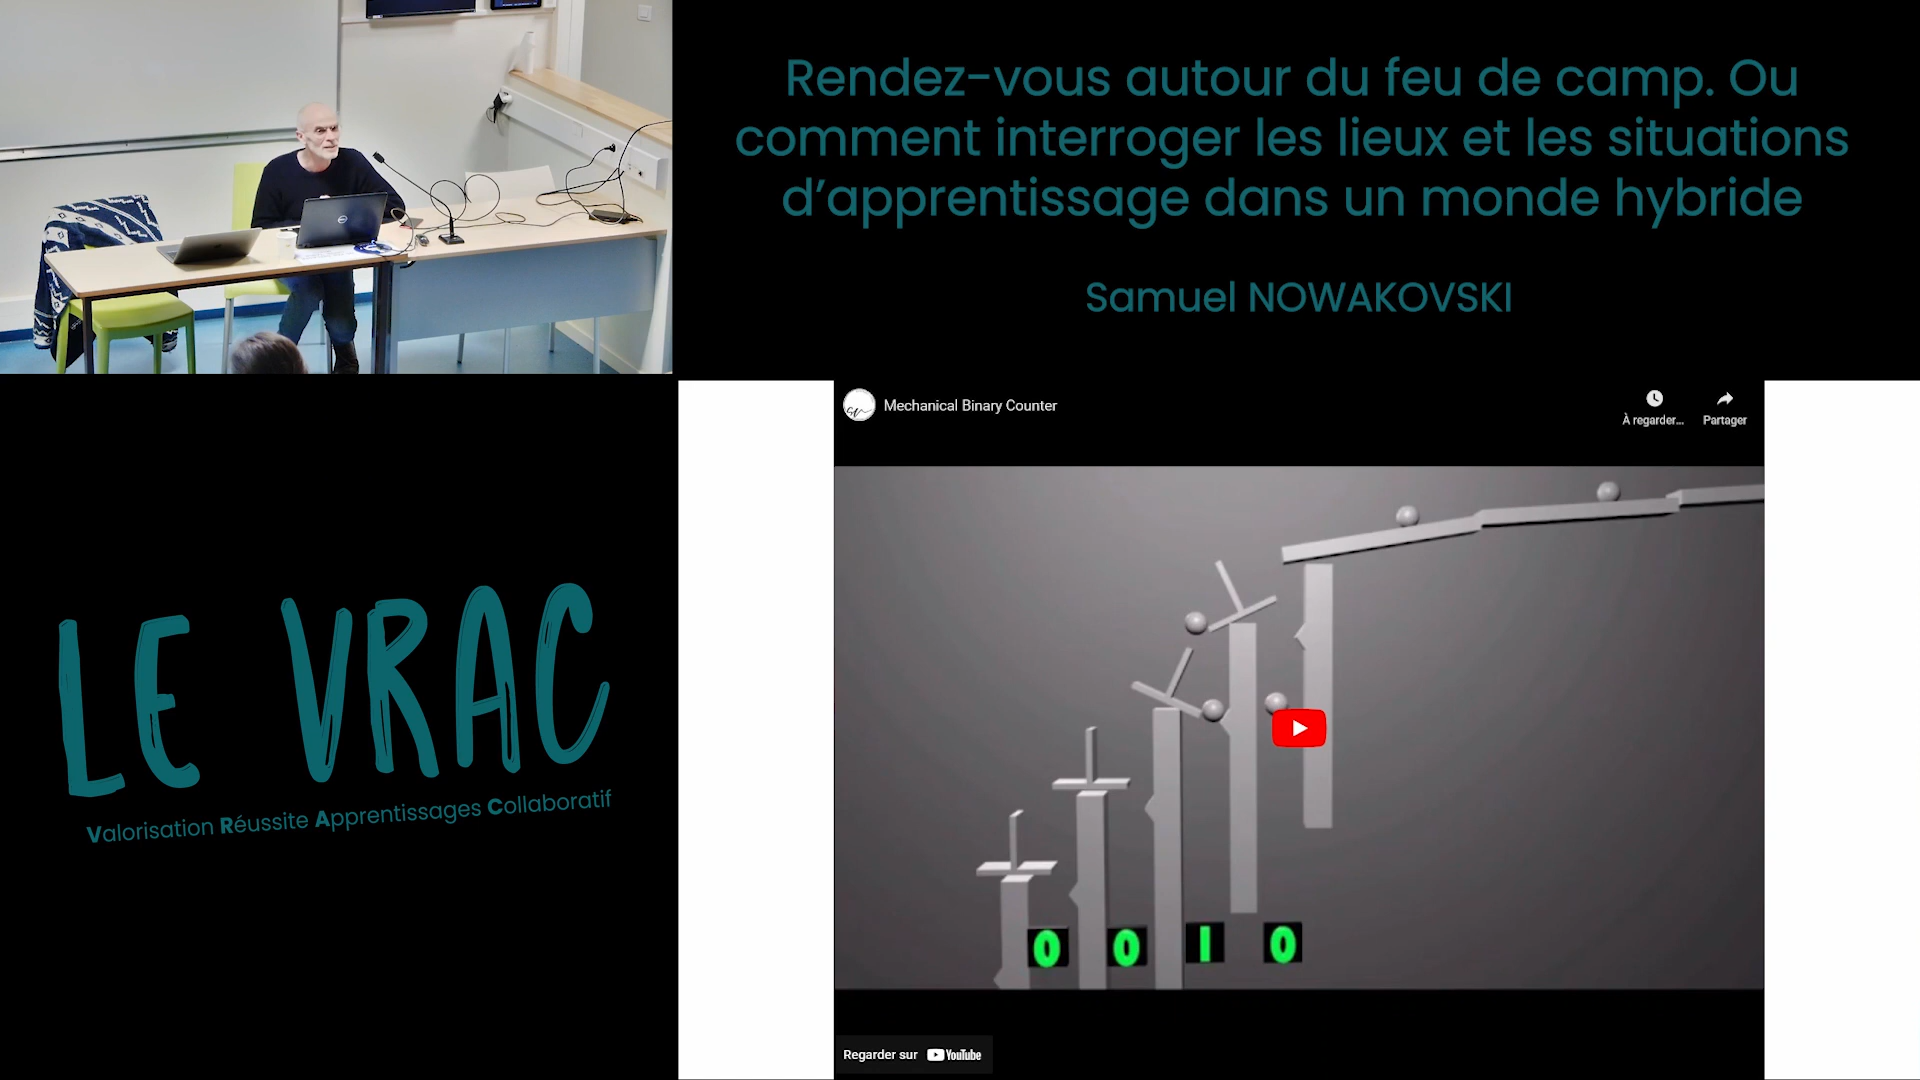 Rendez-vous autour du feu de camp. Ou
comment interroger les lieux et les situations
d’apprentissage dans un monde hybride
Samuel NOWAKOVSKI
Mechanical Binary Counter
À regarder...
Partager
LE VRAC
Valorisation Réussite Apprentissages Collaboratif
0 0 1 0
Regarder sur YouTube